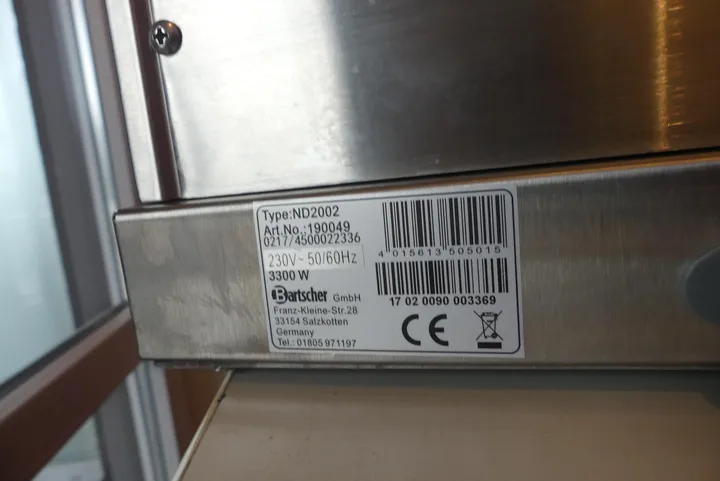 Type:ND2002
Art.No.:190049
0217/4500022336
230V~ 50/60Hz
3300 W
Bartscher GmbH
Franz-Kleine-Str.28
33154 Salzkotten
Germany
Tel.: 01805 971197
4 015613 505015
17 02 0090 003369
CE